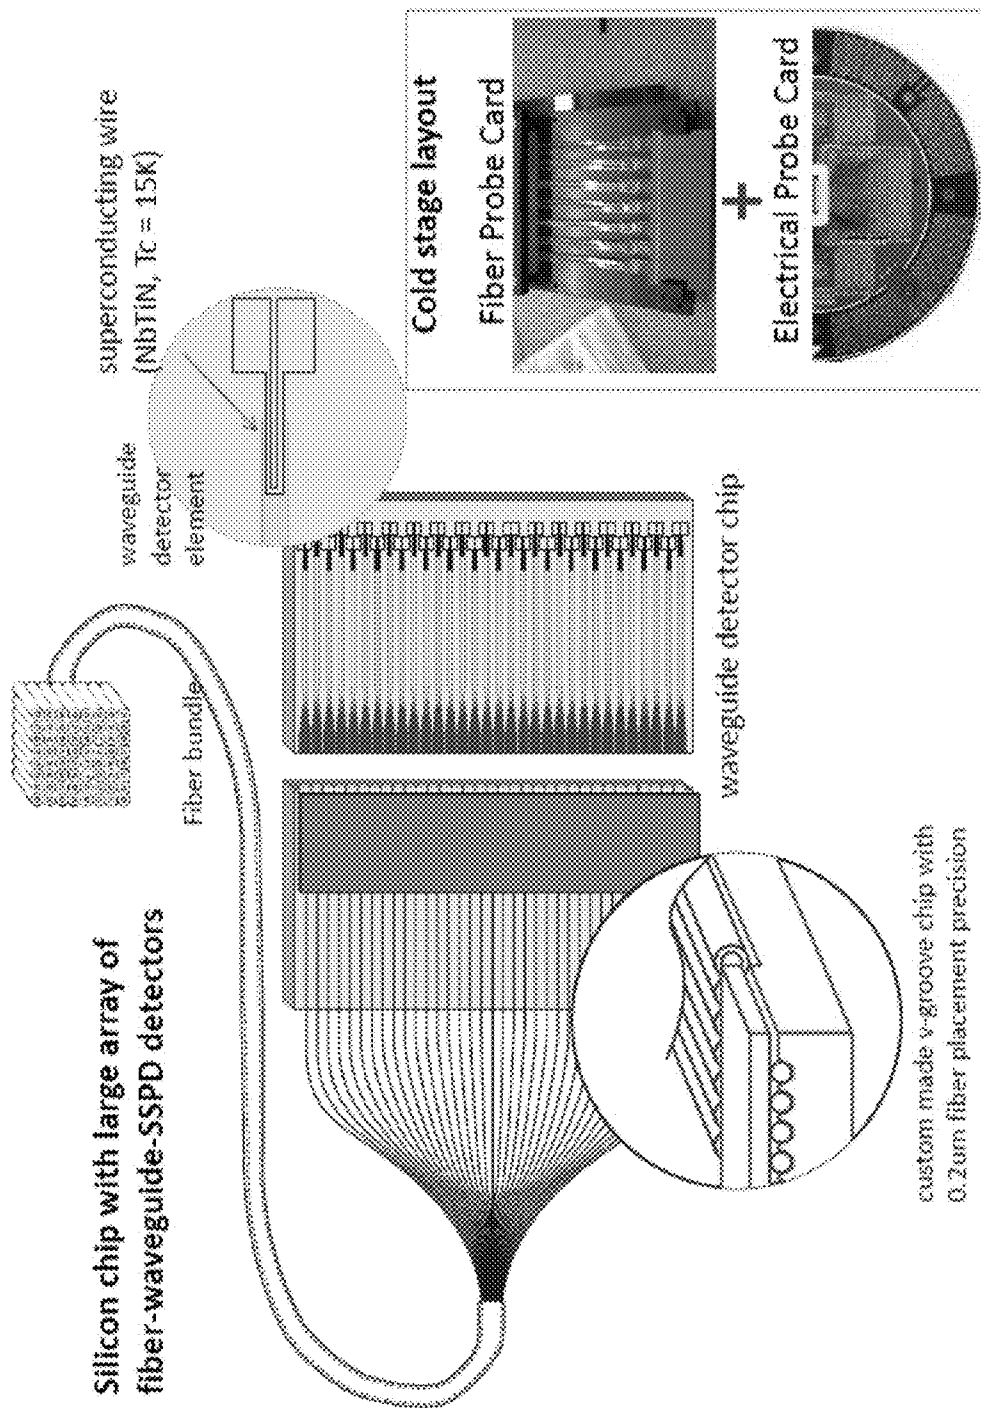 Silicon chip with large array of
fiber-waveguide-SSPD detectors
Fiber bundle
waveguide
detector
element
superconducting wire
(NbTiN, Tc = 15K)
waveguide detector chip
custom made v-groove chip with
0.2um fiber placement precision
Cold stage layout
Fiber Probe Card
+
Electrical Probe Card